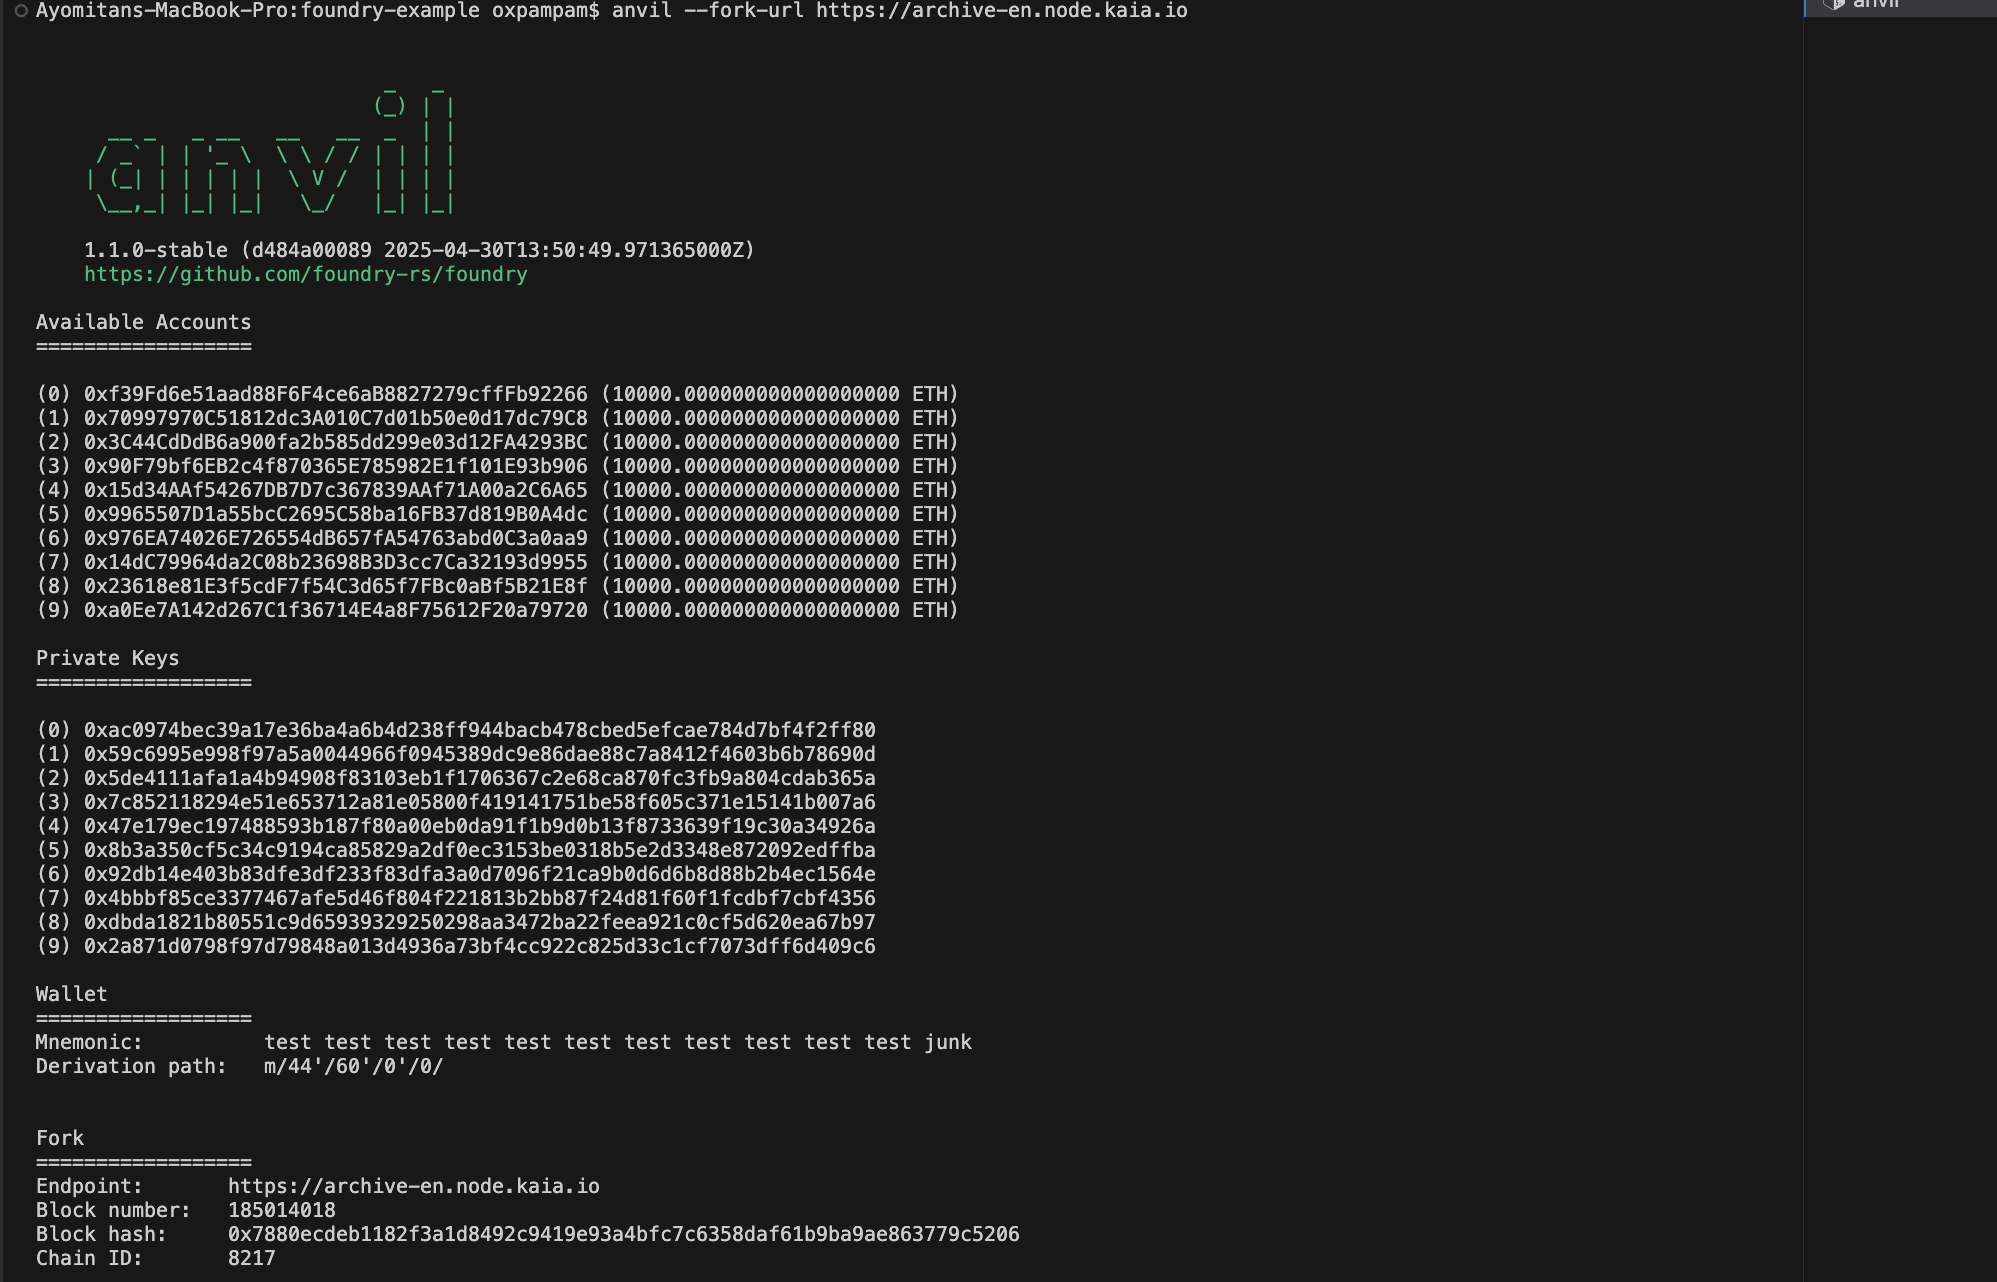 Ayomitans-MacBook-Pro:foundry-example oxpampam$ anvil --fork-url https://archive-en.node.kaia.io
anvil
anvil
1.1.0-stable (d484a00089 2025-04-30T13:50:49.971365000Z)
https://github.com/foundry-rs/foundry
Available Accounts
==================
(0) 0xf39Fd6e51aad88F6F4ce6aB8827279cffFb92266 (10000.000000000000000000 ETH)
(1) 0x70997970C51812dc3A010C7d01b50e0d17dc79C8 (10000.000000000000000000 ETH)
(2) 0x3C44CdDdB6a900fa2b585dd299e03d12FA4293BC (10000.000000000000000000 ETH)
(3) 0x90F79bf6EB2c4f870365E785982E1f101E93b906 (10000.000000000000000000 ETH)
(4) 0x15d34AAf54267DB7D7c367839AAf71A00a2C6A65 (10000.000000000000000000 ETH)
(5) 0x9965507D1a55bcC2695C58ba16FB37d819B0A4dc (10000.000000000000000000 ETH)
(6) 0x976EA74026E726554dB657fA54763abd0C3a0aa9 (10000.000000000000000000 ETH)
(7) 0x14dC79964da2C08b23698B3D3cc7Ca32193d9955 (10000.000000000000000000 ETH)
(8) 0x23618e81E3f5cdF7f54C3d65f7FBc0aBf5B21E8f (10000.000000000000000000 ETH)
(9) 0xa0Ee7A142d267C1f36714E4a8F75612F20a79720 (10000.000000000000000000 ETH)
Private Keys
==================
(0) 0xac0974bec39a17e36ba4a6b4d238ff944bacb478cbed5efcae784d7bf4f2ff80
(1) 0x59c6995e998f97a5a0044966f0945389dc9e86dae88c7a8412f4603b6b78690d
(2) 0x5de4111afa1a4b94908f83103eb1f1706367c2e68ca870fc3fb9a804cdab365a
(3) 0x7c852118294e51e653712a81e05800f419141751be58f605c371e15141b007a6
(4) 0x47e179ec197488593b187f80a00eb0da91f1b9d0b13f8733639f19c30a34926a
(5) 0x8b3a350cf5c34c9194ca85829a2df0ec3153be0318b5e2d3348e872092edffba
(6) 0x92db14e403b83dfe3df233f83dfa3a0d7096f21ca9b0d6d6b8d88b2b4ec1564e
(7) 0x4bbbf85ce3377467afe5d46f804f221813b2bb87f24d81f60f1fcdbf7cbf4356
(8) 0xdbda1821b80551c9d65939329250298aa3472ba22feea921c0cf5d620ea67b97
(9) 0x2a871d0798f97d79848a013d4936a73bf4cc922c825d33c1cf7073dff6d409c6
Wallet
==================
Mnemonic:          test test test test test test test test test test test junk
Derivation path:   m/44'/60'/0'/0/
Fork
==================
Endpoint:       https://archive-en.node.kaia.io
Block number:   185014018
Block hash:     0x7880ecdeb1182f3a1d8492c9419e93a4bfc7c6358daf61b9ba9ae863779c5206
Chain ID:       8217